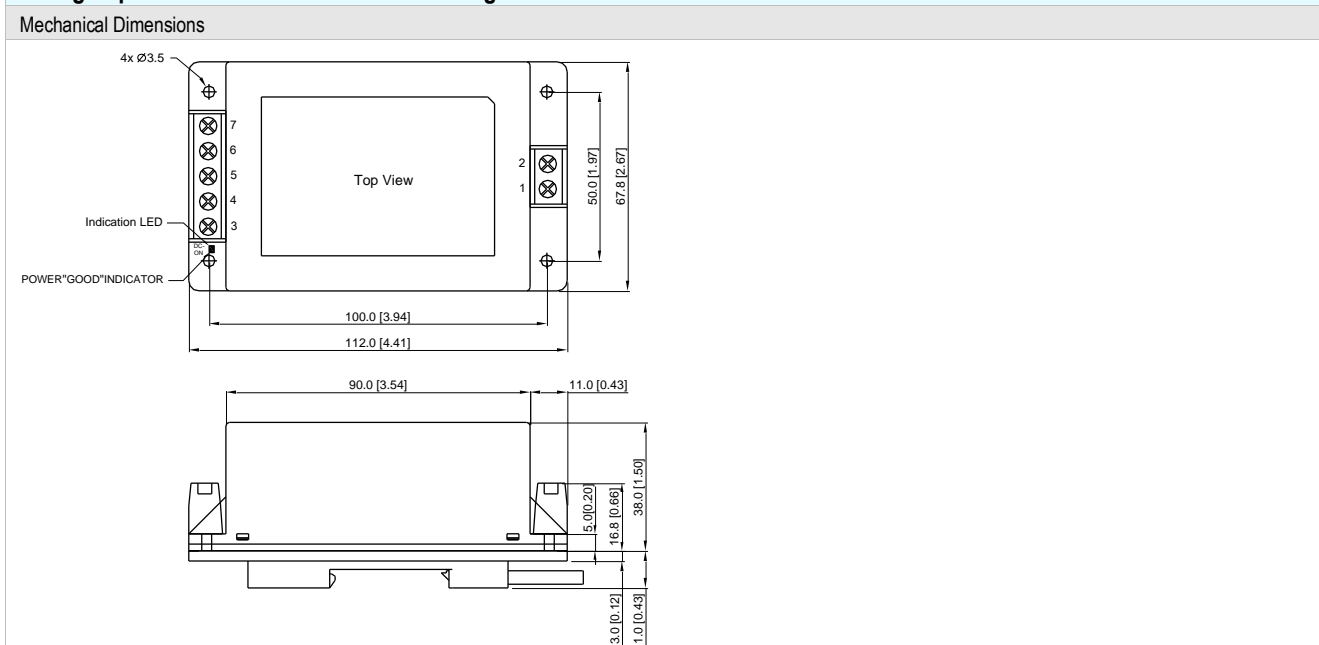 Mechanical Dimensions
4x Ø3.5
7
6
5
4
3
2
1
Top View
50.0 [1.97]
67.8 [2.67]
Indication LED
DC-
ON
POWER"GOOD"INDICATOR
100.0 [3.94]
112.0 [4.41]
90.0 [3.54]
11.0 [0.43]
5.0[0.20]
16.8 [0.66]
38.0 [1.50]
3.0 [0.12]
1.0 [0.43]